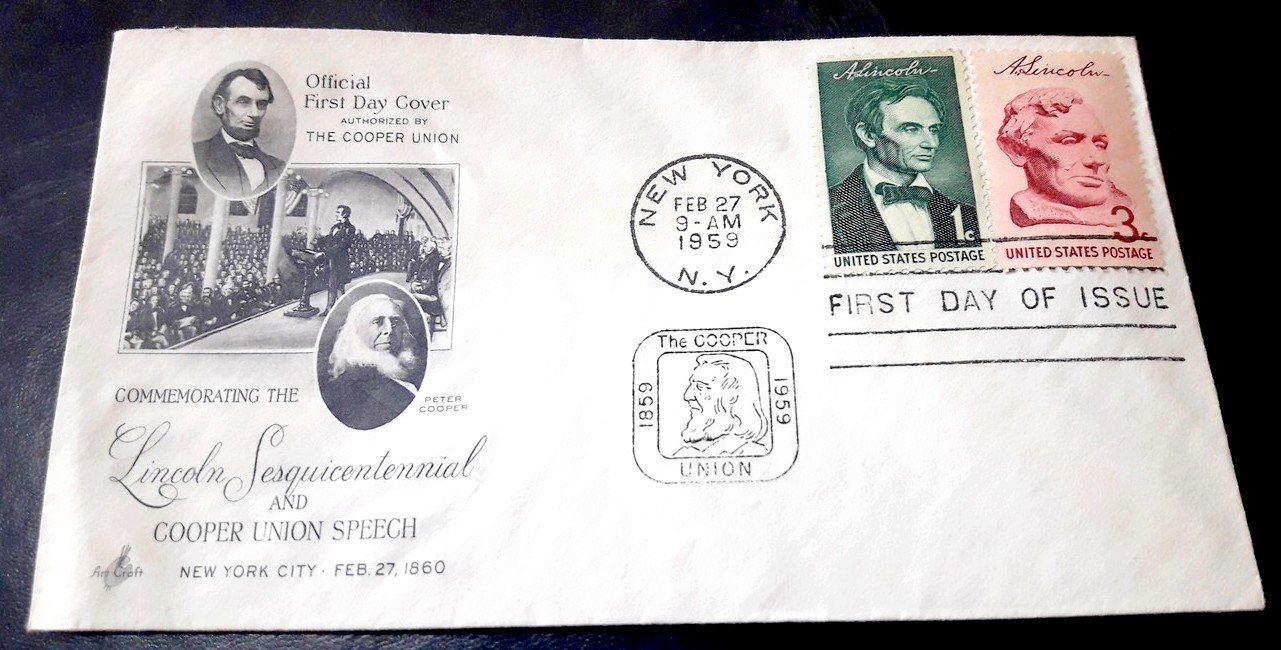 Official
First Day Cover
AUTHORIZED BY
THE COOPER UNION
PETER
COOPER
COMMEMORATING THE
Lincoln Sesquicentennial
AND
COOPER UNION SPEECH
Art Craft
NEW YORK CITY · FEB. 27, 1860
NEW YORK
FEB 27
9-AM
1959
N.Y.
The COOPER
1859
1959
UNION
A. Lincoln
1c
UNITED STATES POSTAGE
A. Lincoln
3c
UNITED STATES POSTAGE
FIRST DAY OF ISSUE